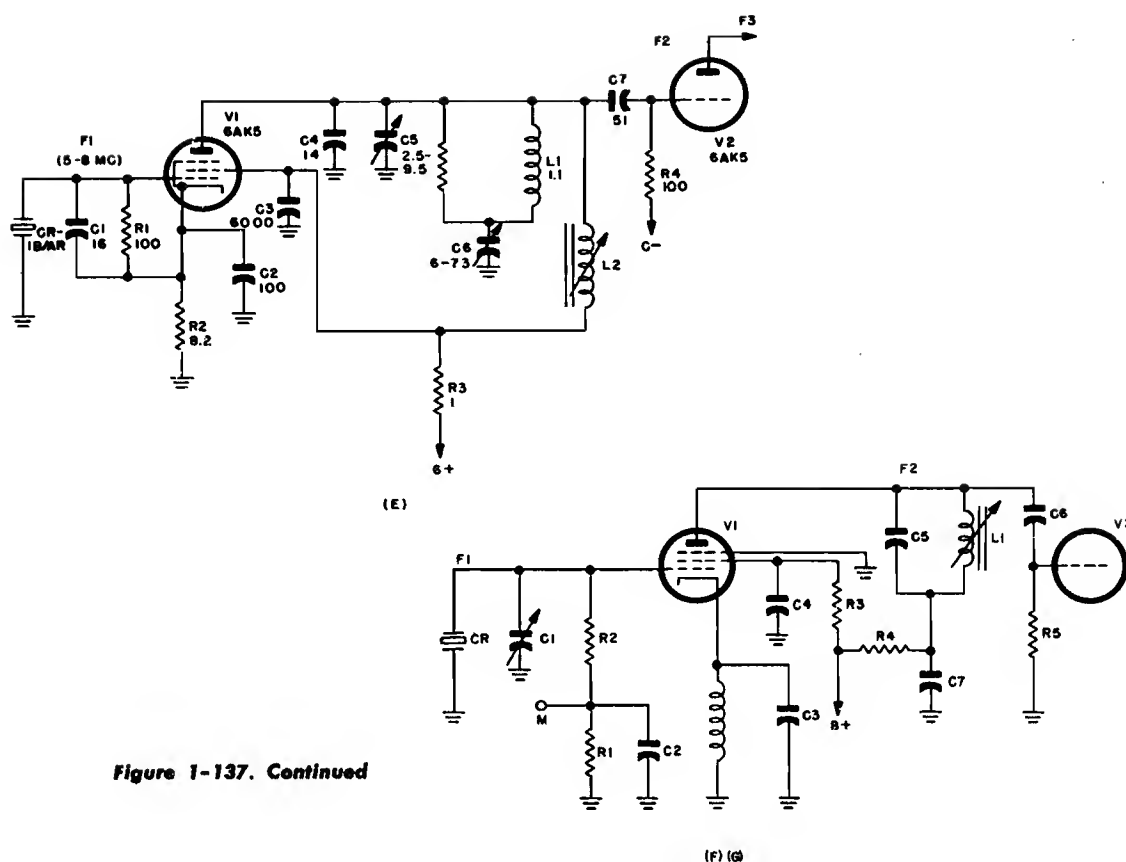 F3
F2
C7
51
V2
6AK5
R4
100
C-
V1
6AK5
F1
(5-8 MC)
C4
14
C5
2.5-
9.5
L1
1.1
CR-
18/AR
C1
16
R1
100
C3
6000
C6
6-73
L2
C2
100
R2
8.2
R3
1
6+
(E)
F2
V1
C6
C5
L1
F1
CR
C1
R2
C4
R3
R4
R5
C7
M
R1
C2
C3
B+
Figure 1-137. Continued
(F) (G)